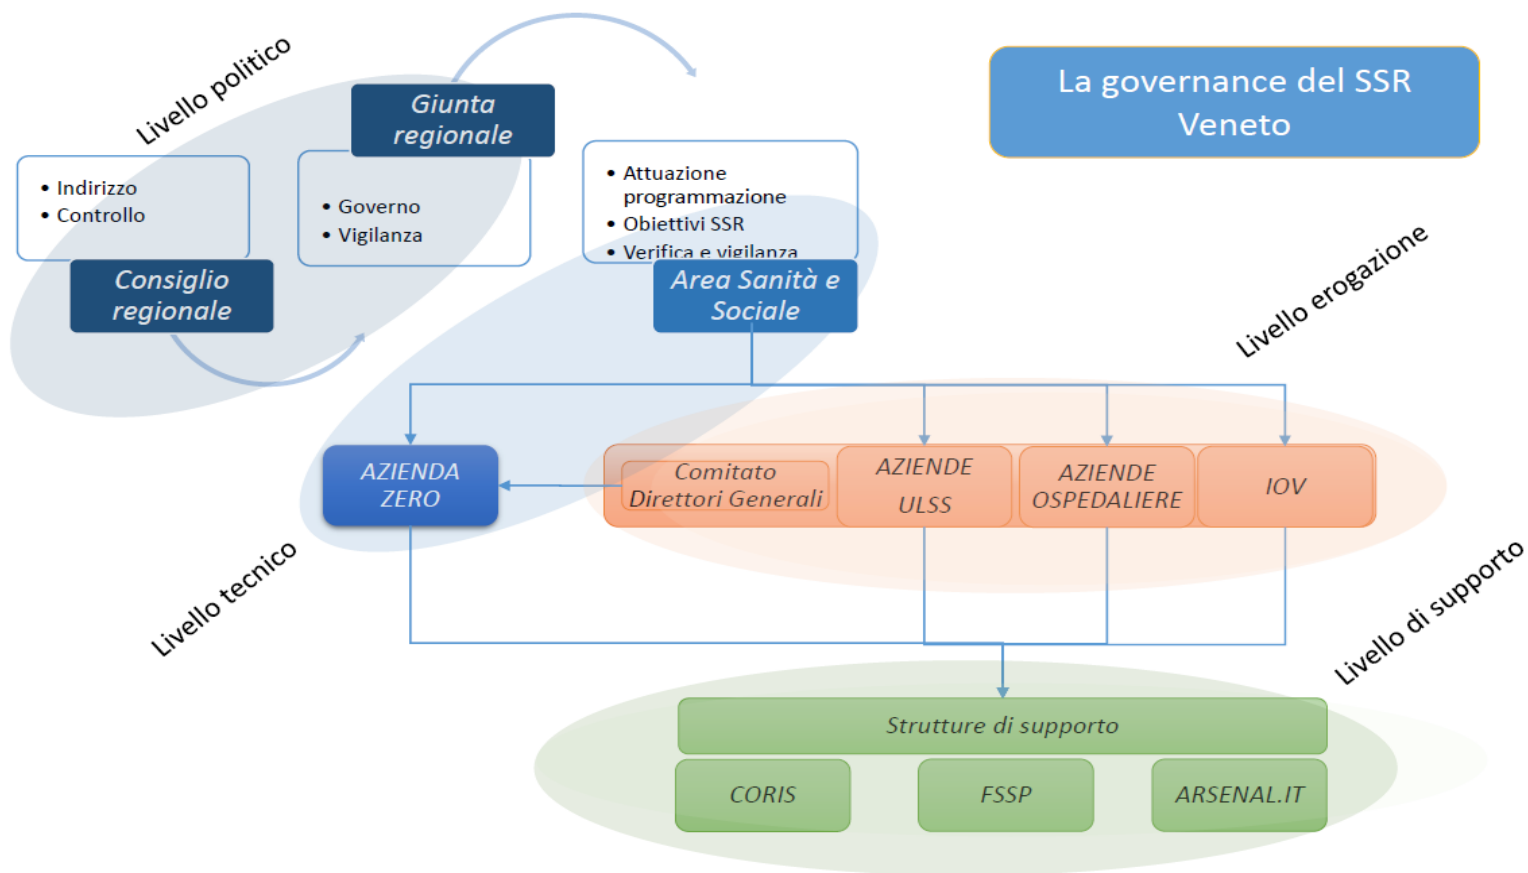 La governance del SSR
Veneto
Livello politico
Giunta
regionale
• Indirizzo
• Controllo
• Governo
• Vigilanza
• Attuazione
programmazione
• Obiettivi SSR
• Verifica e vigilanza
Consiglio
regionale
Area Sanità e
Sociale
Livello erogazione
AZIENDA
ZERO
Comitato
Direttori Generali
AZIENDE
ULSS
AZIENDE
OSPEDALIERE
IOV
Livello tecnico
Livello di supporto
Strutture di supporto
CORIS
FSSP
ARSENAL.IT